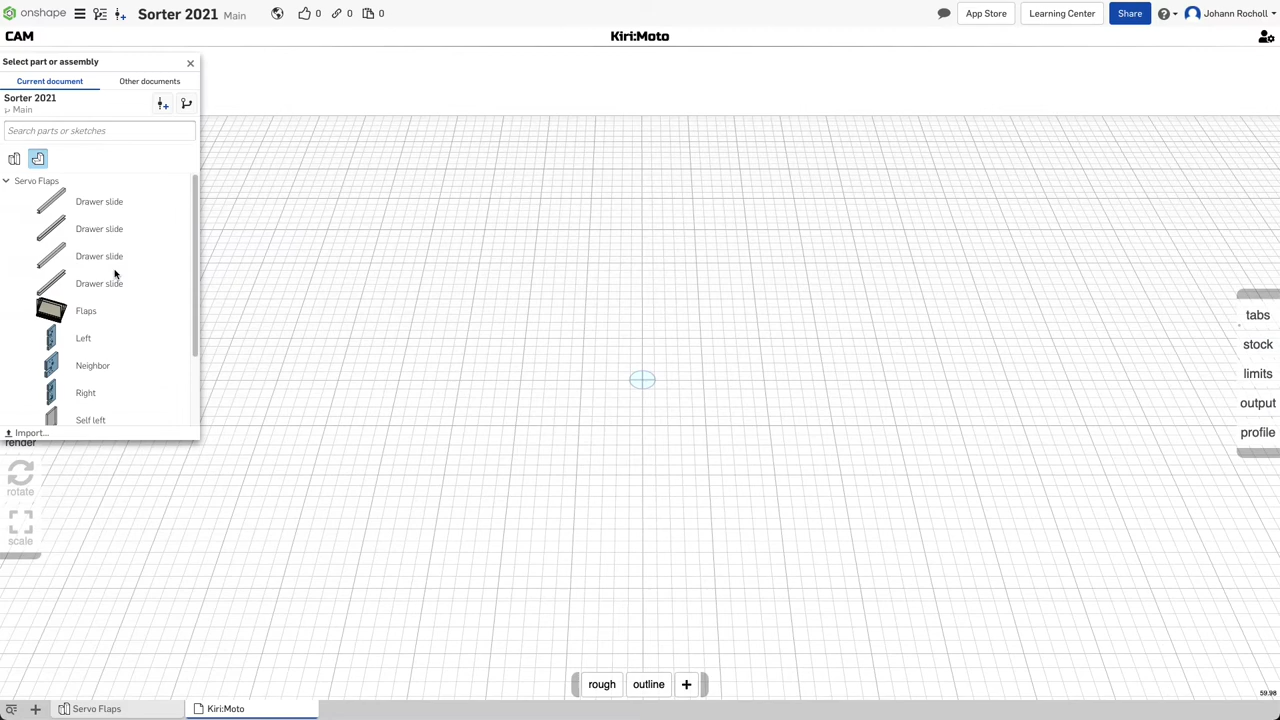 onshape Sorter 2021 Main 0 0 0 App Store Learning Center Share Johann Rocholl
CAM Kiri:Moto
Select part or assembly
Current document Other documents
Sorter 2021
Main
Search parts or sketches
Servo Flaps
Drawer slide
Drawer slide
Drawer slide
Drawer slide
Flaps
Left
Neighbor
Right
Self left
Import...
render
rotate
scale
tabs
stock
limits
output
profile
rough outline +
59.98
Servo Flaps Kiri:Moto